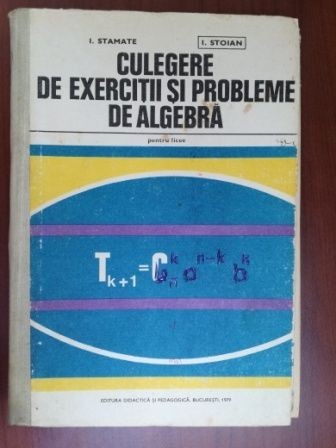 I. STAMATE
I. STOIAN
CULEGERE
DE EXERCIȚII ȘI PROBLEME
DE ALGEBRĂ
pentru licee
T k+1 = C n k a n-k b k
EDITURA DIDACTICĂ ȘI PEDAGOGICĂ, BUCUREȘTI, 1979